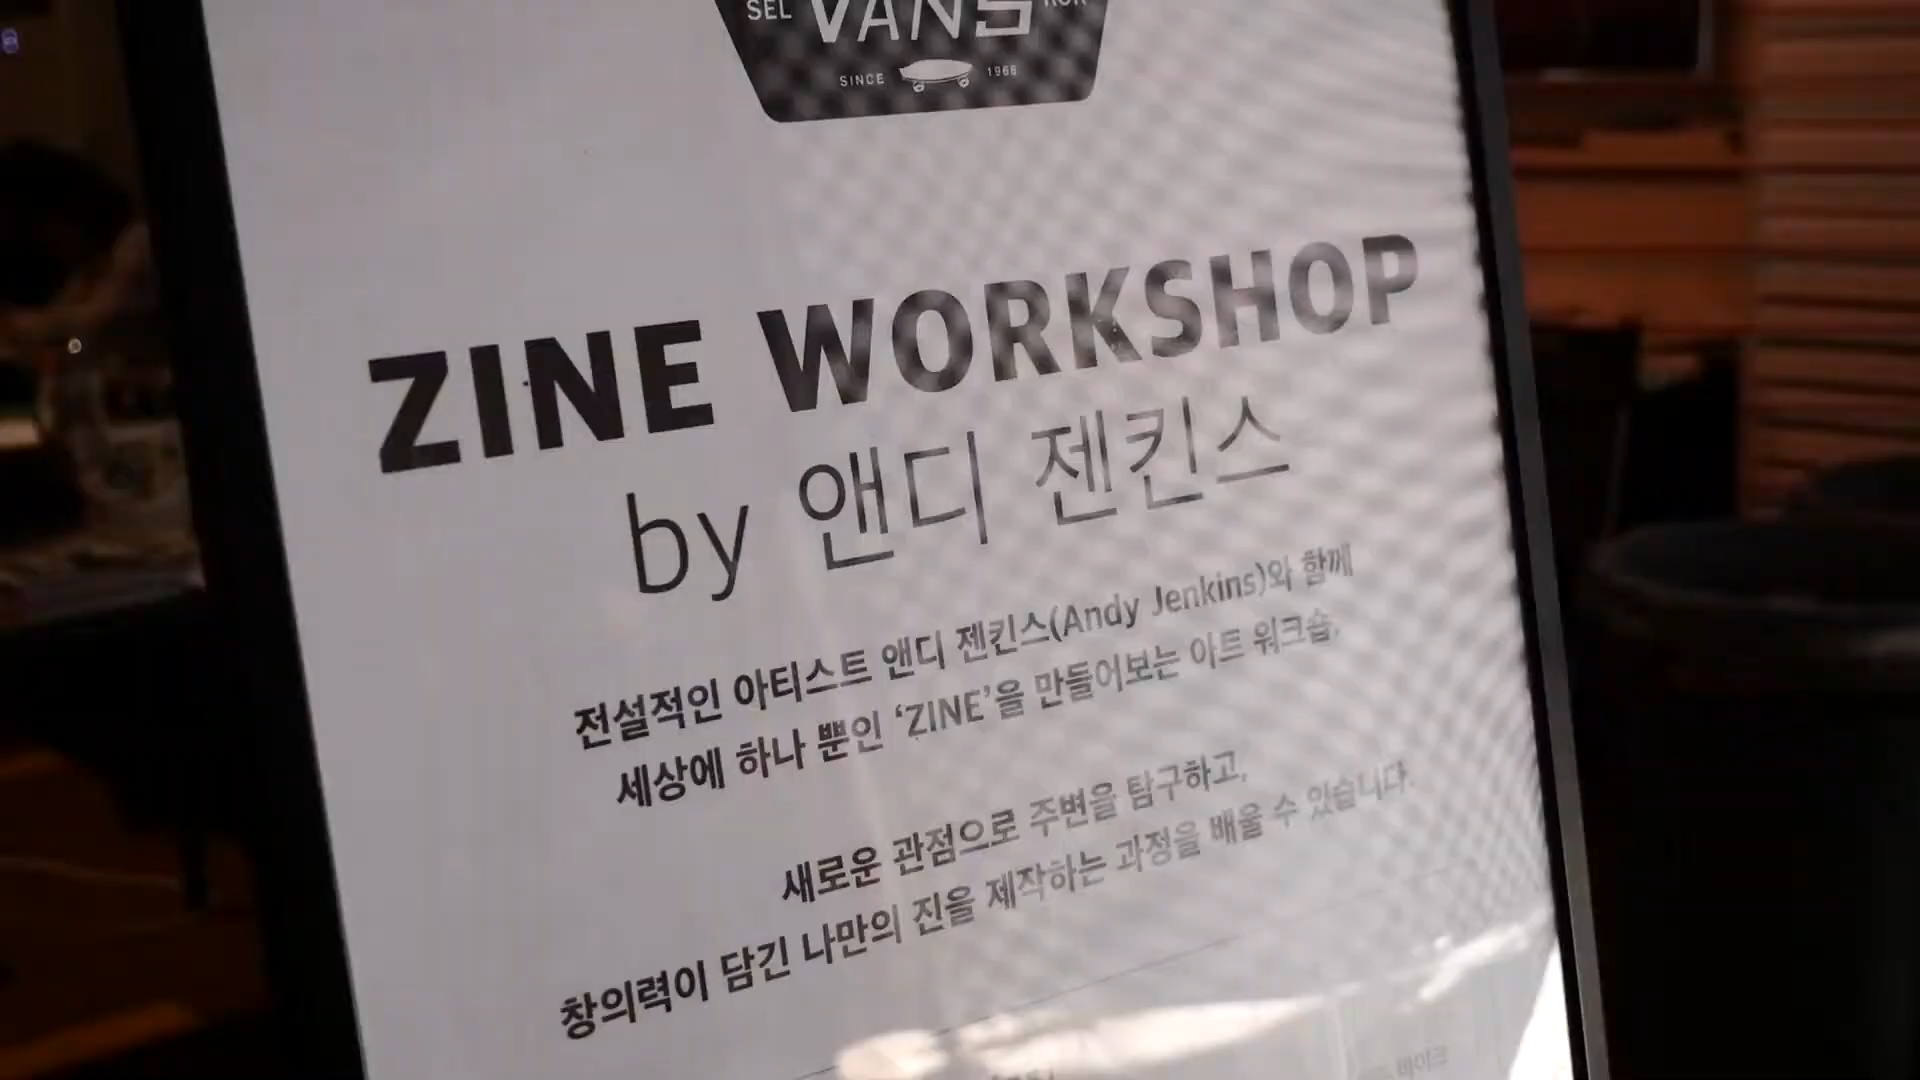 SEL VANS KOR
SINCE 1966
ZINE WORKSHOP
by 앤디 젠킨스
전설적인 아티스트 앤디 젠킨스(Andy Jenkins)와 함께
세상에 하나 뿐인 ‘ZINE’을 만들어보는 아트 워크숍.
새로운 관점으로 주변을 탐구하고,
창의력이 담긴 나만의 진을 제작하는 과정을 배울 수 있습니다.